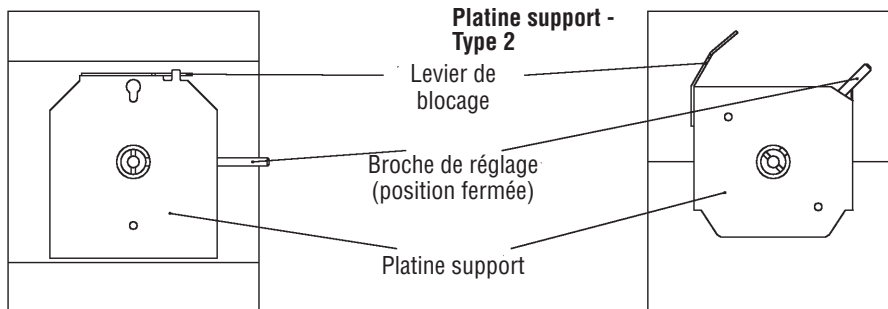 Platine support -
Type 2
Levier de
blocage
Broche de réglage
(position fermée)
Platine support